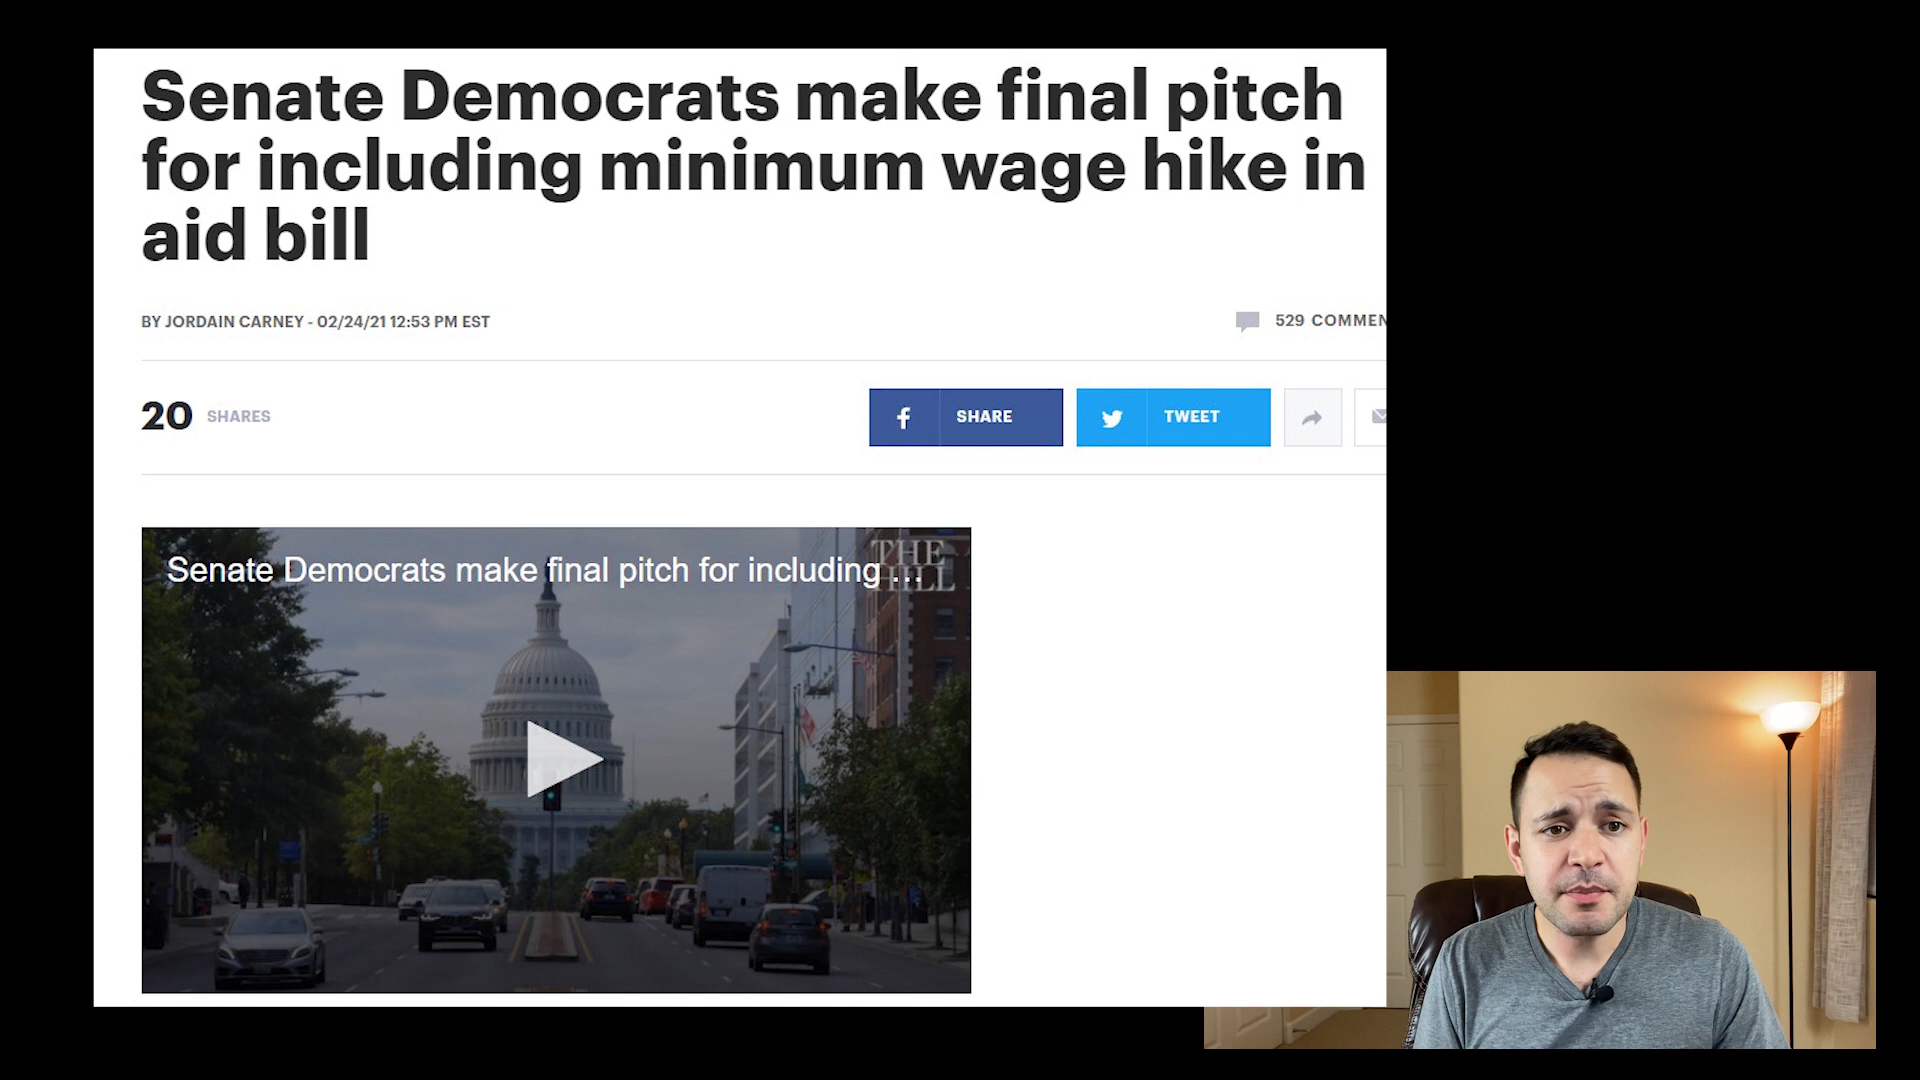 Senate Democrats make final pitch
for including minimum wage hike in
aid bill
BY JORDAIN CARNEY - 02/24/21 12:53 PM EST
529 COMMEN
20 SHARES
f SHARE
TWEET
Senate Democrats make final pitch for including ...
THE
HILL